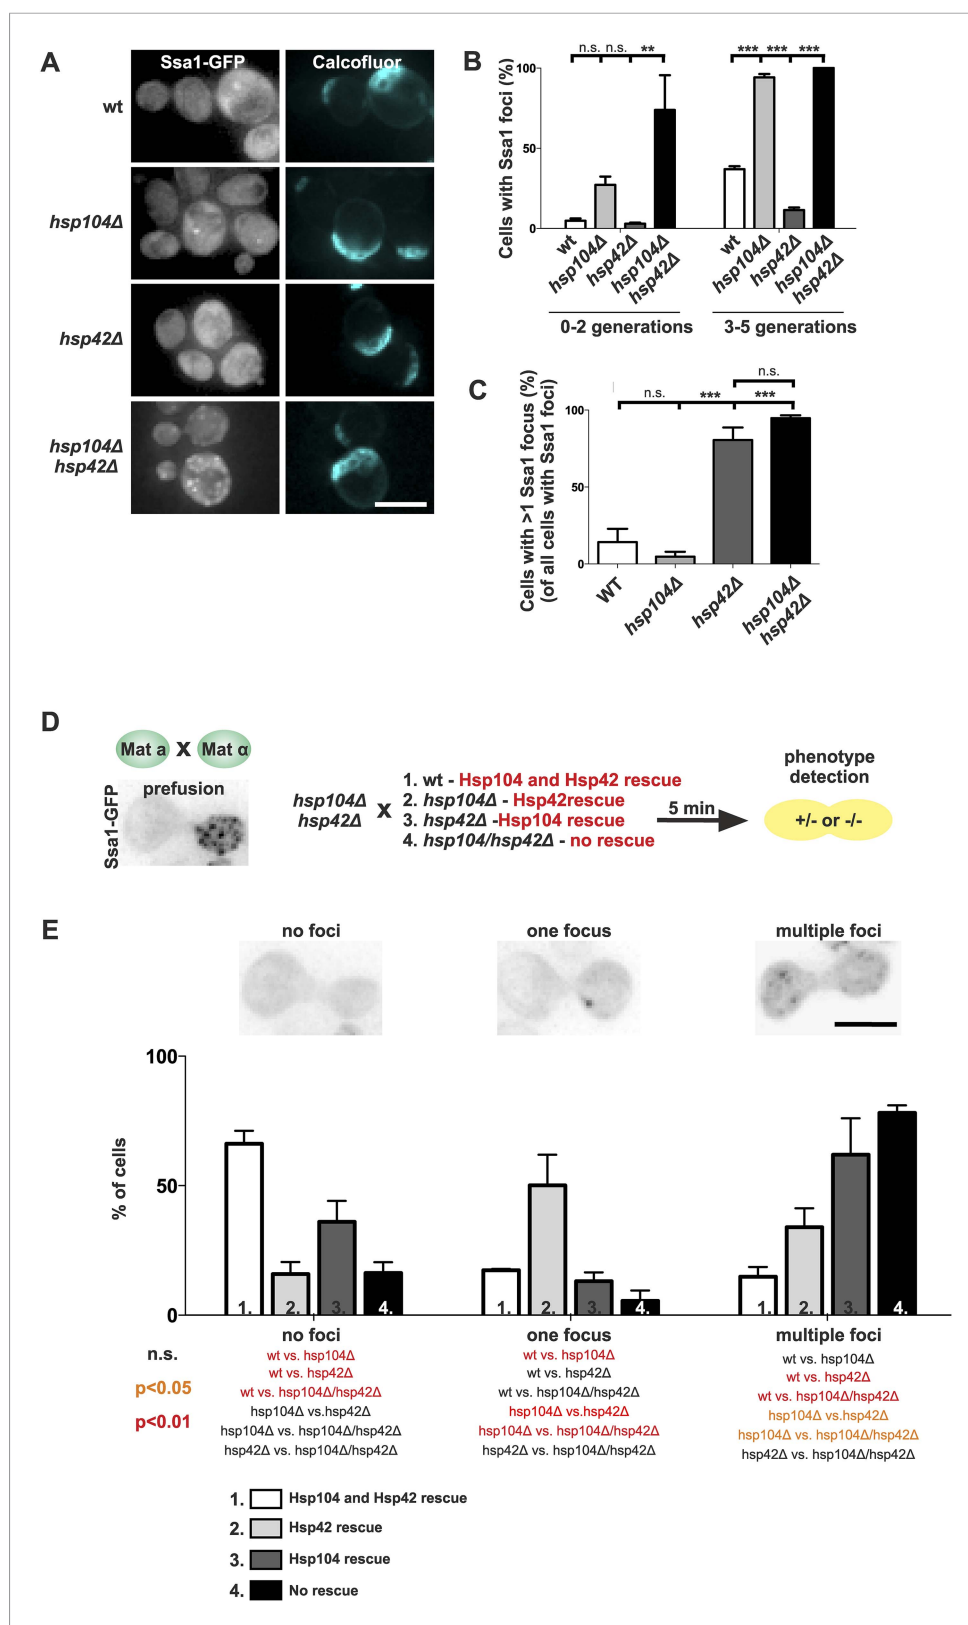 A
Ssa1-GFP
Calcofluor
wt
hsp104Δ
hsp42Δ
hsp104Δ
hsp42Δ
B
n.s. n.s. **
*** *** ***
Cells with Ssa1 foci (%)
100
50
0
wt
hsp104Δ
hsp42Δ
hsp104Δ
hsp42Δ
wt
hsp104Δ
hsp42Δ
hsp104Δ
hsp42Δ
0-2 generations
3-5 generations
C
n.s.
n.s. *** ***
Cells with >1 Ssa1 focus (%)
(of all cells with Ssa1 foci)
100
50
0
WT
hsp104Δ
hsp42Δ
hsp104Δ
hsp42Δ
D
Mat a x Mat α
Ssa1-GFP
prefusion
hsp104Δ
hsp42Δ
x
1. wt - Hsp104 and Hsp42 rescue
2. hsp104Δ - Hsp42rescue
3. hsp42Δ -Hsp104 rescue
4. hsp104/hsp42Δ - no rescue
5 min
phenotype
detection
+/- or -/-
E
no foci
one focus
multiple foci
% of cells
100
50
0
1. 2. 3. 4.
1. 2. 3. 4.
1. 2. 3. 4.
no foci
one focus
multiple foci
n.s.
p<0.05
p<0.01
wt vs. hsp104Δ
wt vs. hsp42Δ
wt vs. hsp104Δ/hsp42Δ
hsp104Δ vs.hsp42Δ
hsp104Δ vs. hsp104Δ/hsp42Δ
hsp42Δ vs. hsp104Δ/hsp42Δ
wt vs. hsp104Δ
wt vs. hsp42Δ
wt vs. hsp104Δ/hsp42Δ
hsp104Δ vs.hsp42Δ
hsp104Δ vs. hsp104Δ/hsp42Δ
hsp42Δ vs. hsp104Δ/hsp42Δ
wt vs. hsp104Δ
wt vs. hsp42Δ
wt vs. hsp104Δ/hsp42Δ
hsp104Δ vs.hsp42Δ
hsp104Δ vs. hsp104Δ/hsp42Δ
hsp42Δ vs. hsp104Δ/hsp42Δ
1. Hsp104 and Hsp42 rescue
2. Hsp42 rescue
3. Hsp104 rescue
4. No rescue